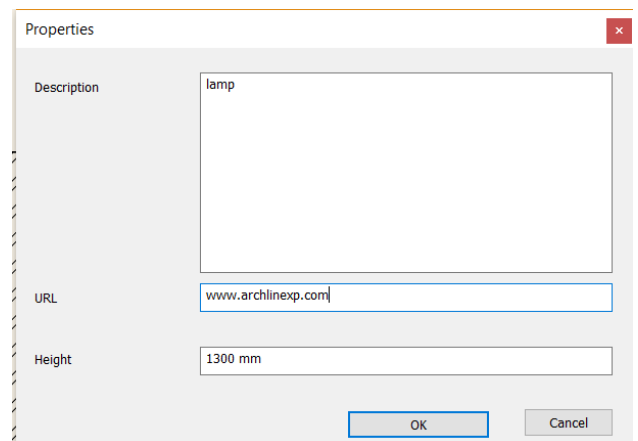 Properties
Description
lamp
URL
www.archlinexp.com
Height
1300 mm
OK
Cancel